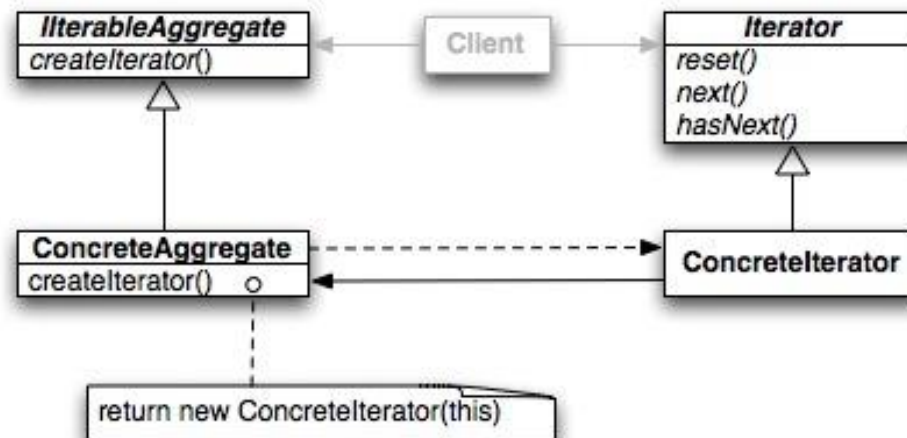 IIterableAggregate
createIterator()
Client
Iterator
reset()
next()
hasNext()
ConcreteAggregate
createIterator()
ConcreteIterator
return new ConcreteIterator(this)